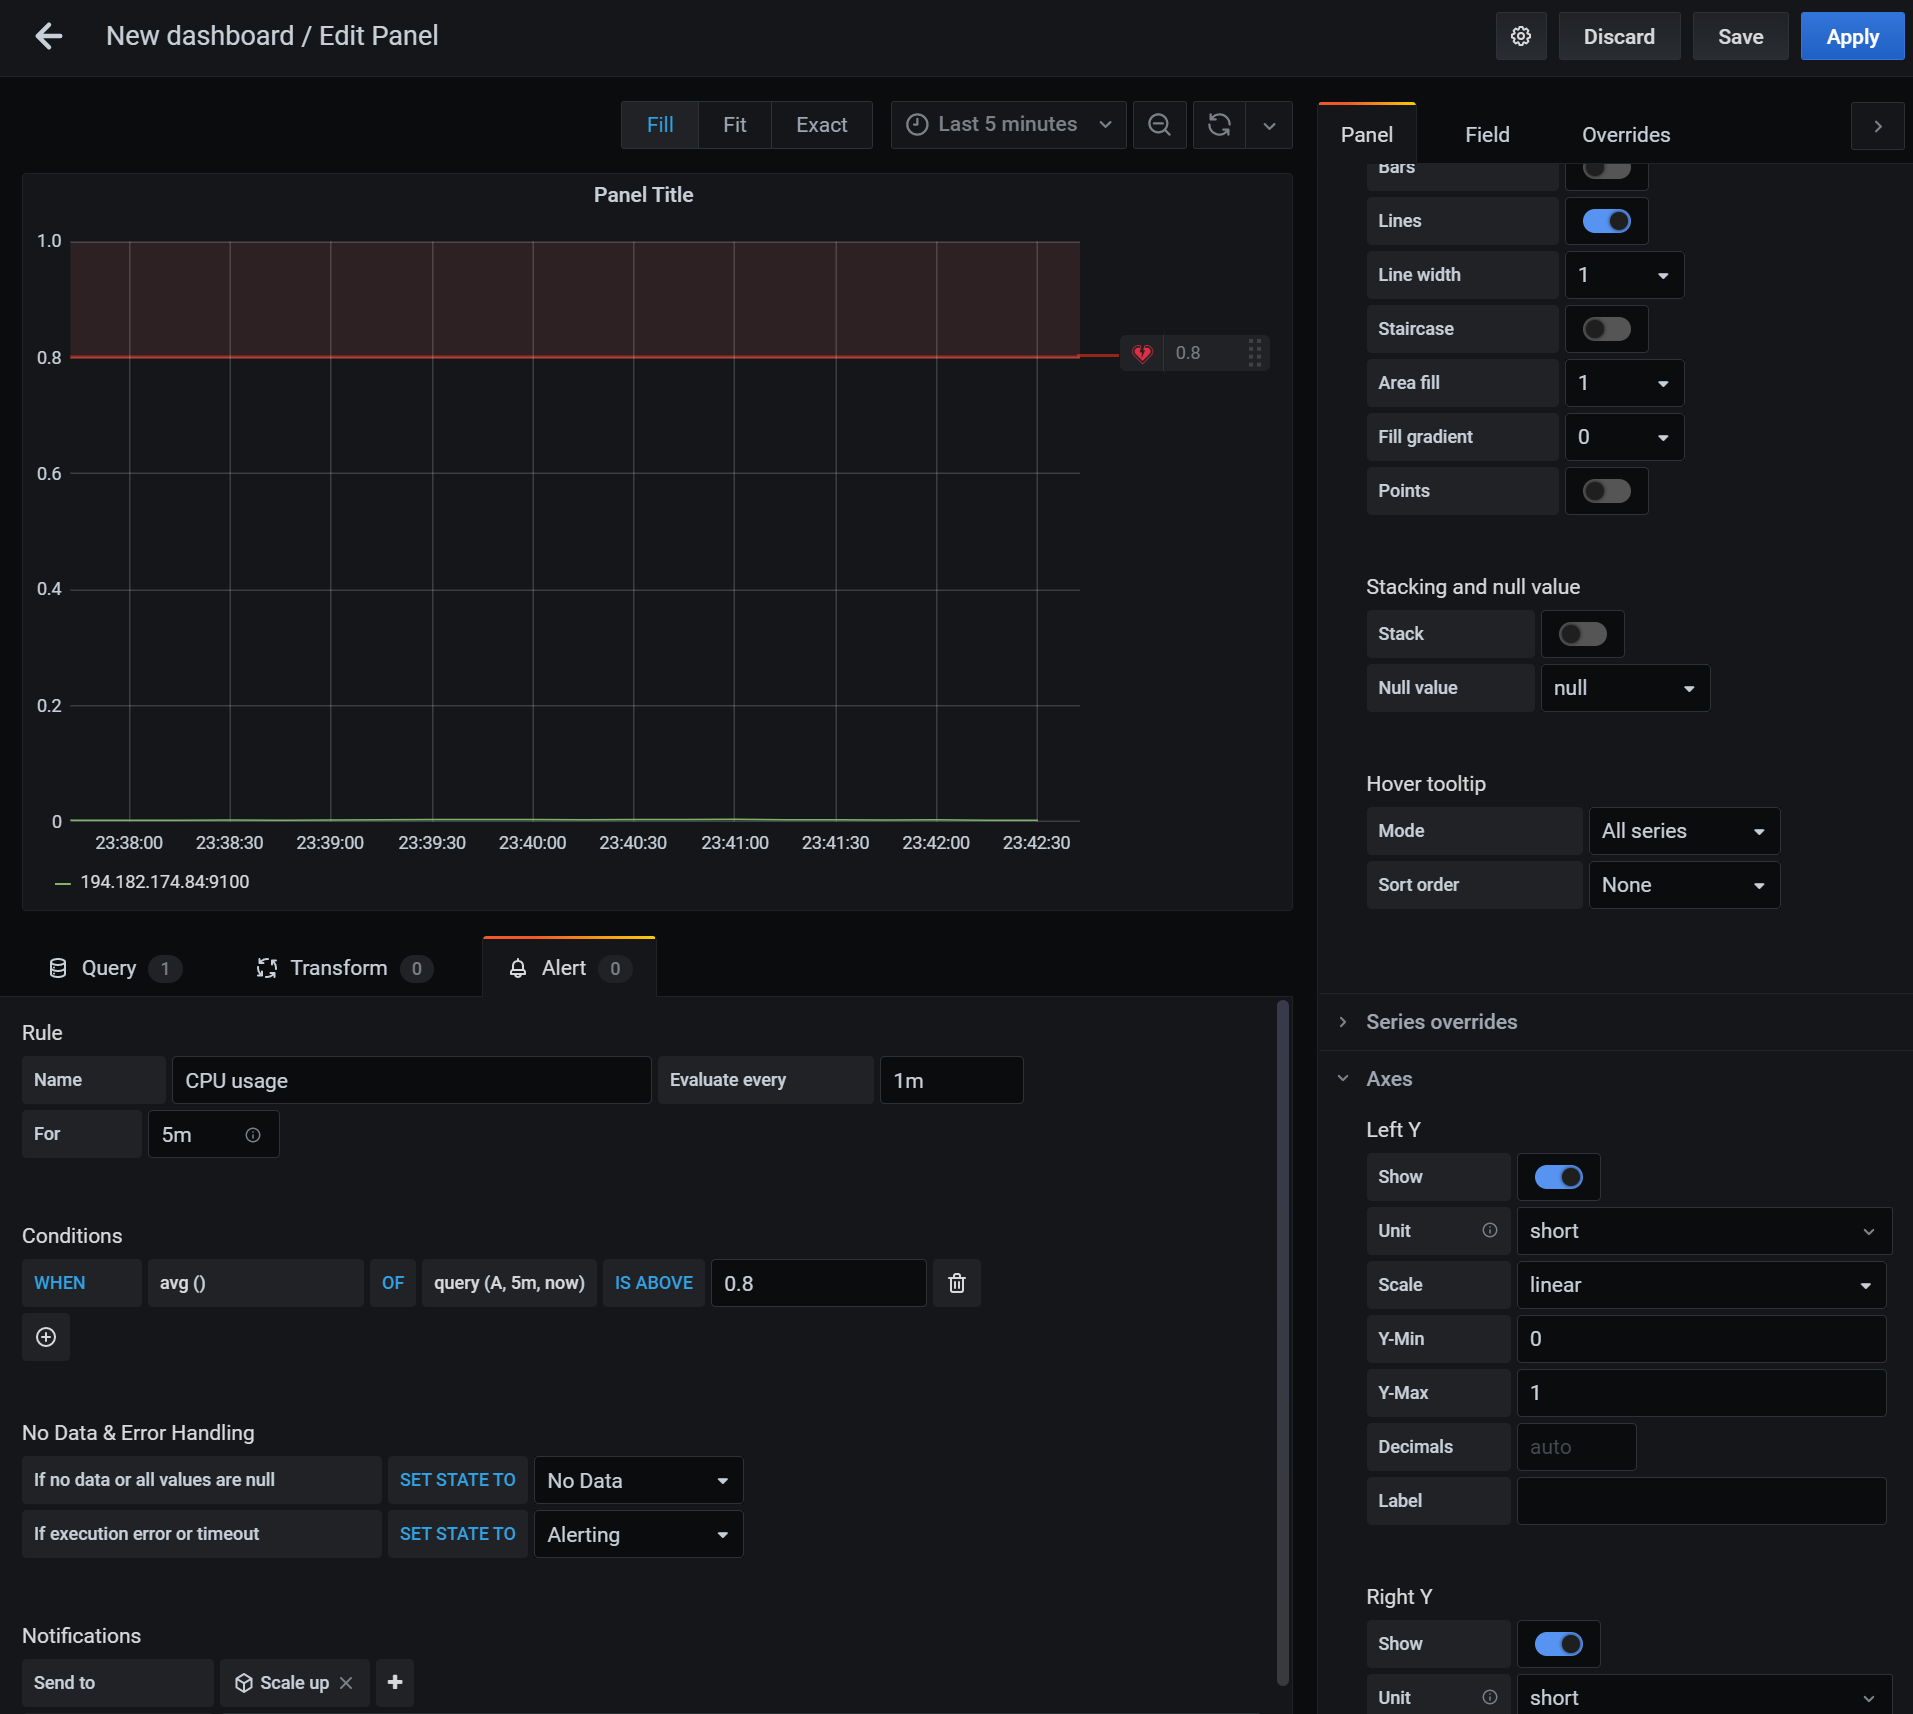 New dashboard / Edit Panel
Discard
Save
Apply
Fill
Fit
Exact
Last 5 minutes
Panel Title
1.0
0.8
0.6
0.4
0.2
0
0.8
23:38:00 23:38:30 23:39:00 23:39:30 23:40:00 23:40:30 23:41:00 23:41:30 23:42:00 23:42:30
194.182.174.84:9100
Query 1
Transform 0
Alert 0
Rule
Name CPU usage Evaluate every 1m
For 5m
Conditions
WHEN avg () OF query (A, 5m, now) IS ABOVE 0.8
No Data & Error Handling
If no data or all values are null SET STATE TO No Data
If execution error or timeout SET STATE TO Alerting
Notifications
Send to Scale up
Panel
Field
Overrides
Bars
Lines
Line width 1
Staircase
Area fill 1
Fill gradient 0
Points
Stacking and null value
Stack
Null value null
Hover tooltip
Mode All series
Sort order None
Series overrides
Axes
Left Y
Show
Unit short
Scale linear
Y-Min 0
Y-Max 1
Decimals auto
Label
Right Y
Show
Unit short